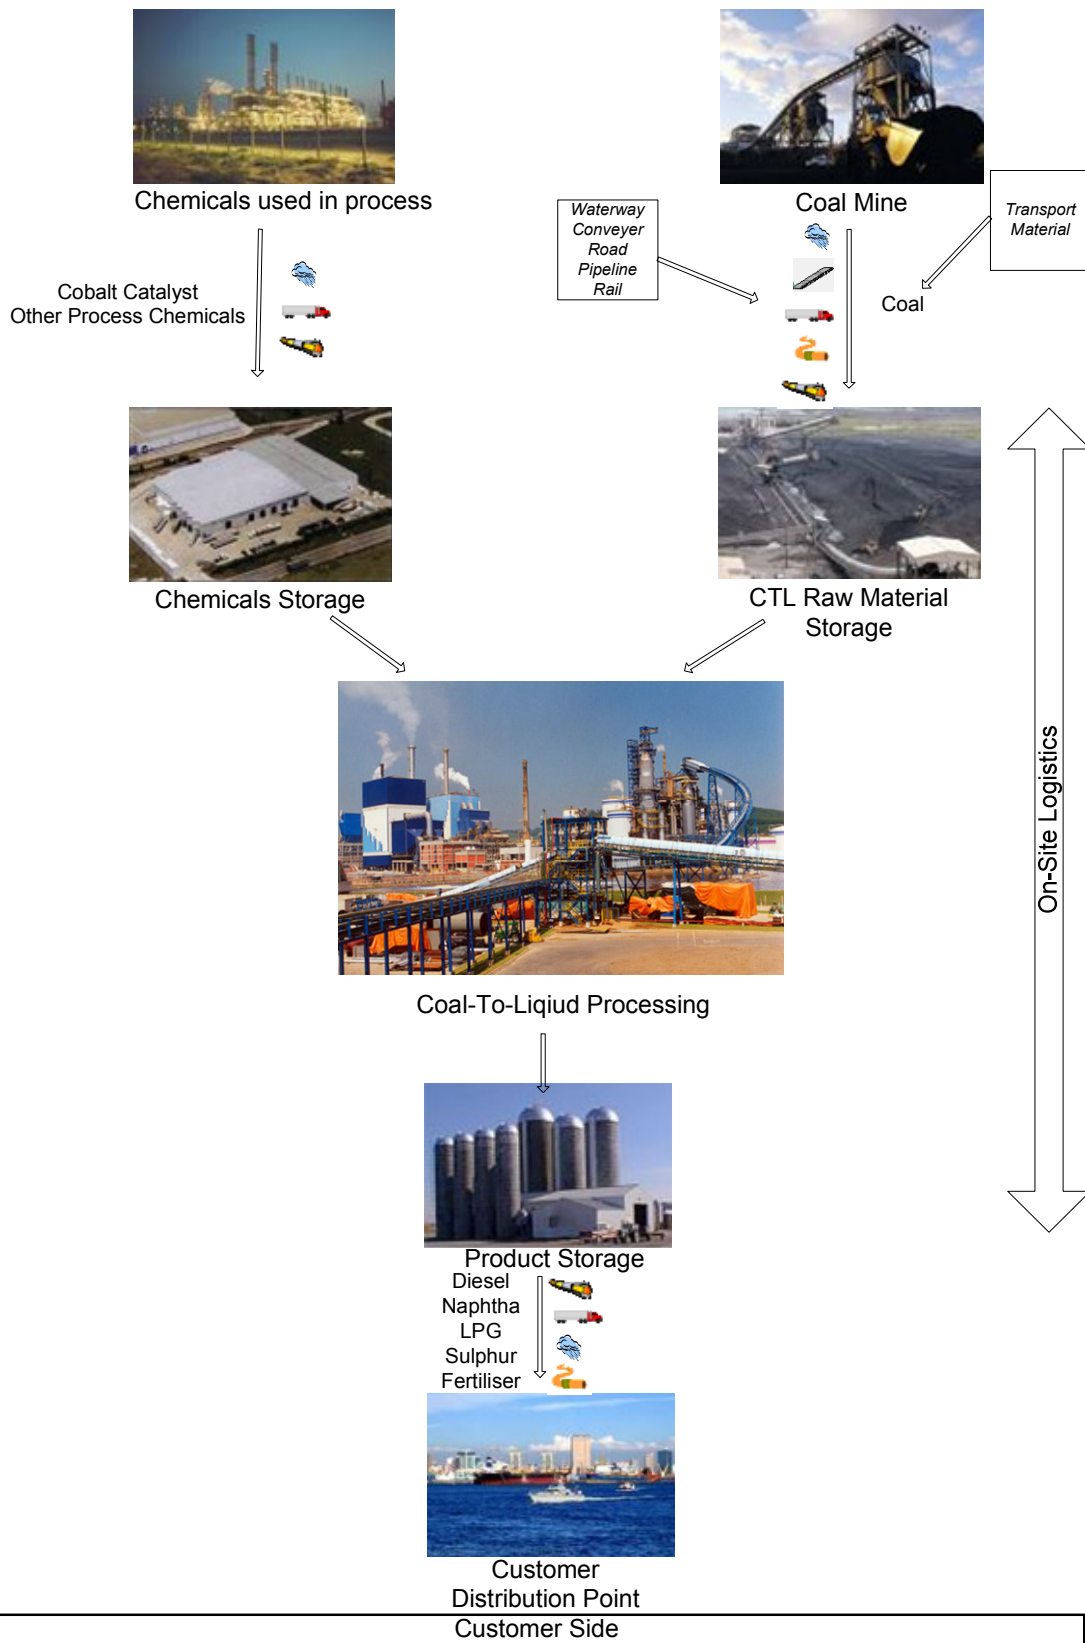 Chemicals used in process
Coal Mine
Waterway
Conveyer
Road
Pipeline
Rail
Transport
Material
Cobalt Catalyst
Other Process Chemicals
Coal
Chemicals Storage
CTL Raw Material
Storage
On-Site Logistics
Coal-To-Liqiud Processing
Product Storage
Diesel
Naphtha
LPG
Sulphur
Fertiliser
Customer
Distribution Point
Customer Side